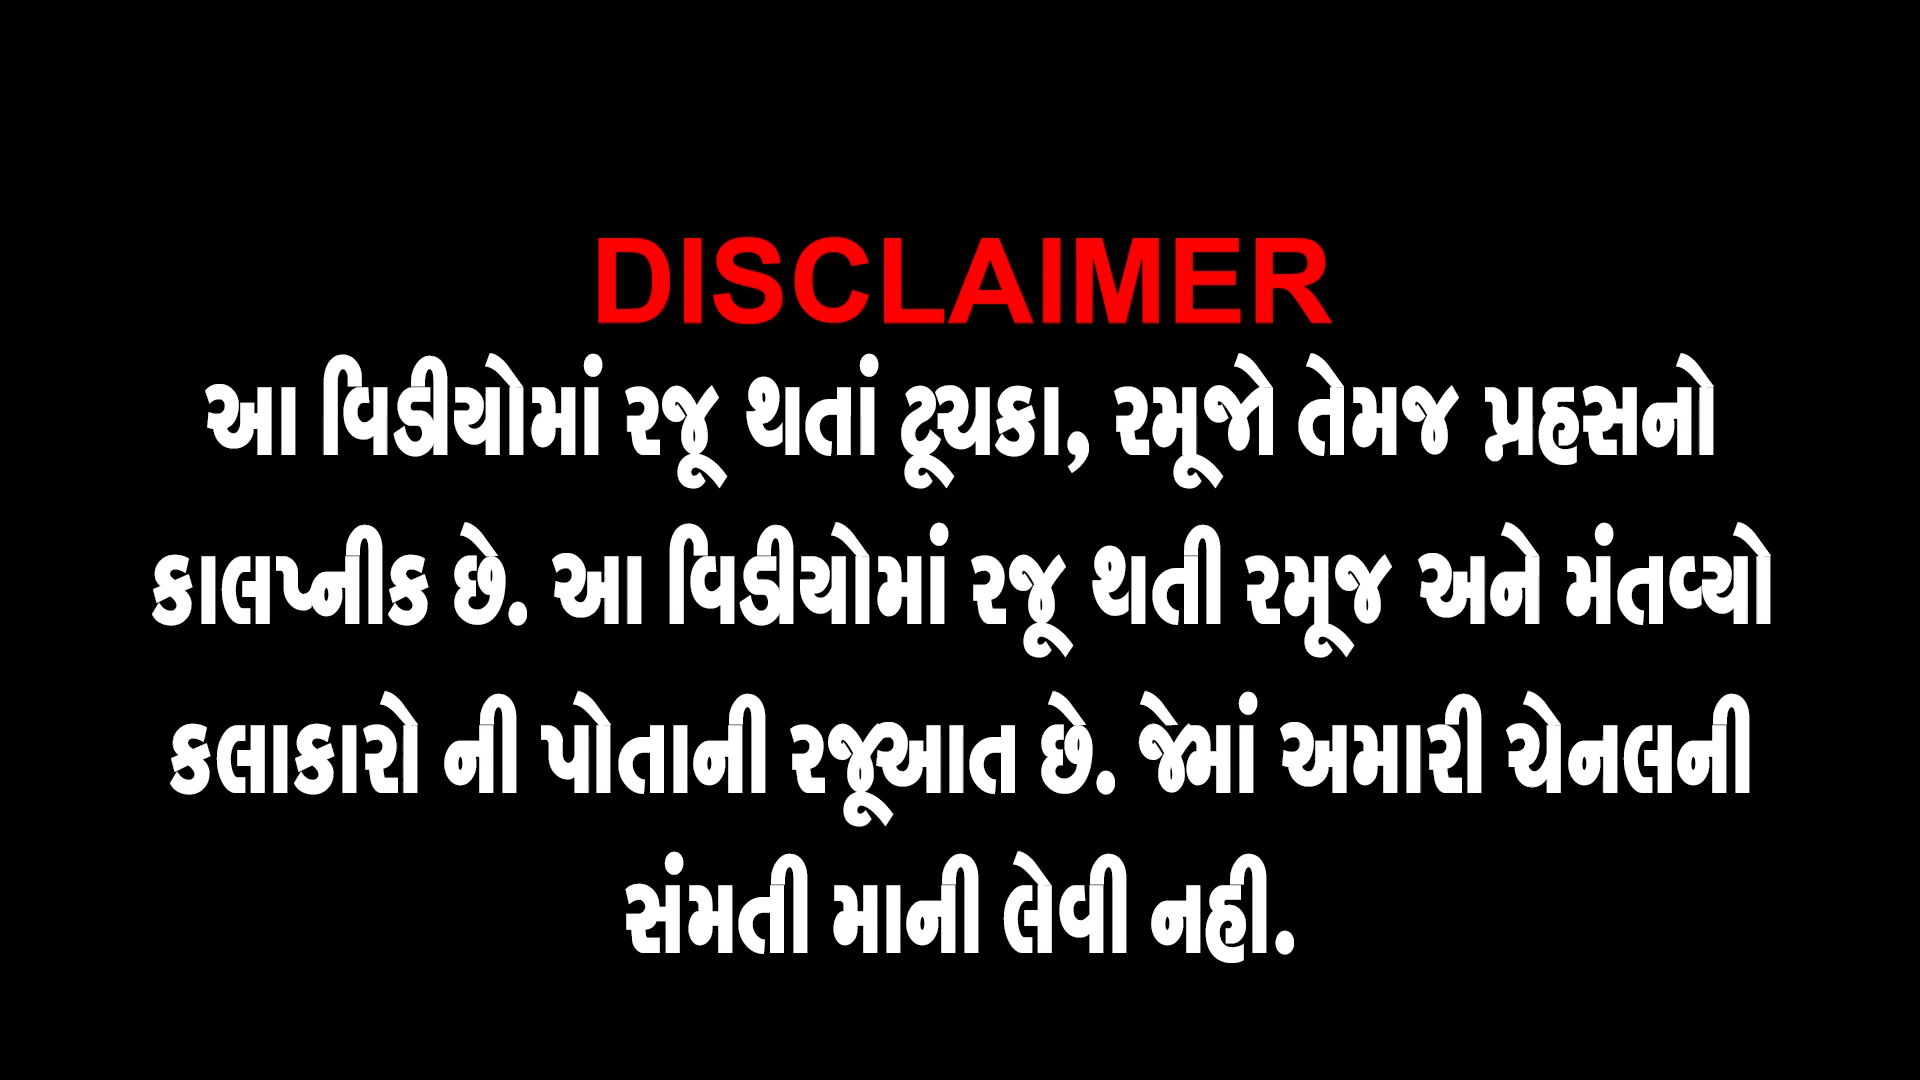 DISCLAIMER
આ વિડીયોમાં રજૂ થતાં ટૂચકા, રમૂજો તેમજ પ્રહસનો
કાલપ્નીક છે. આ વિડીયોમાં રજૂ થતી રમૂજ અને મંતવ્યો
કલાકારો ની પોતાની રજૂઆત છે. જેમાં અમારી ચેનલની
સંમતી માની લેવી નહી.